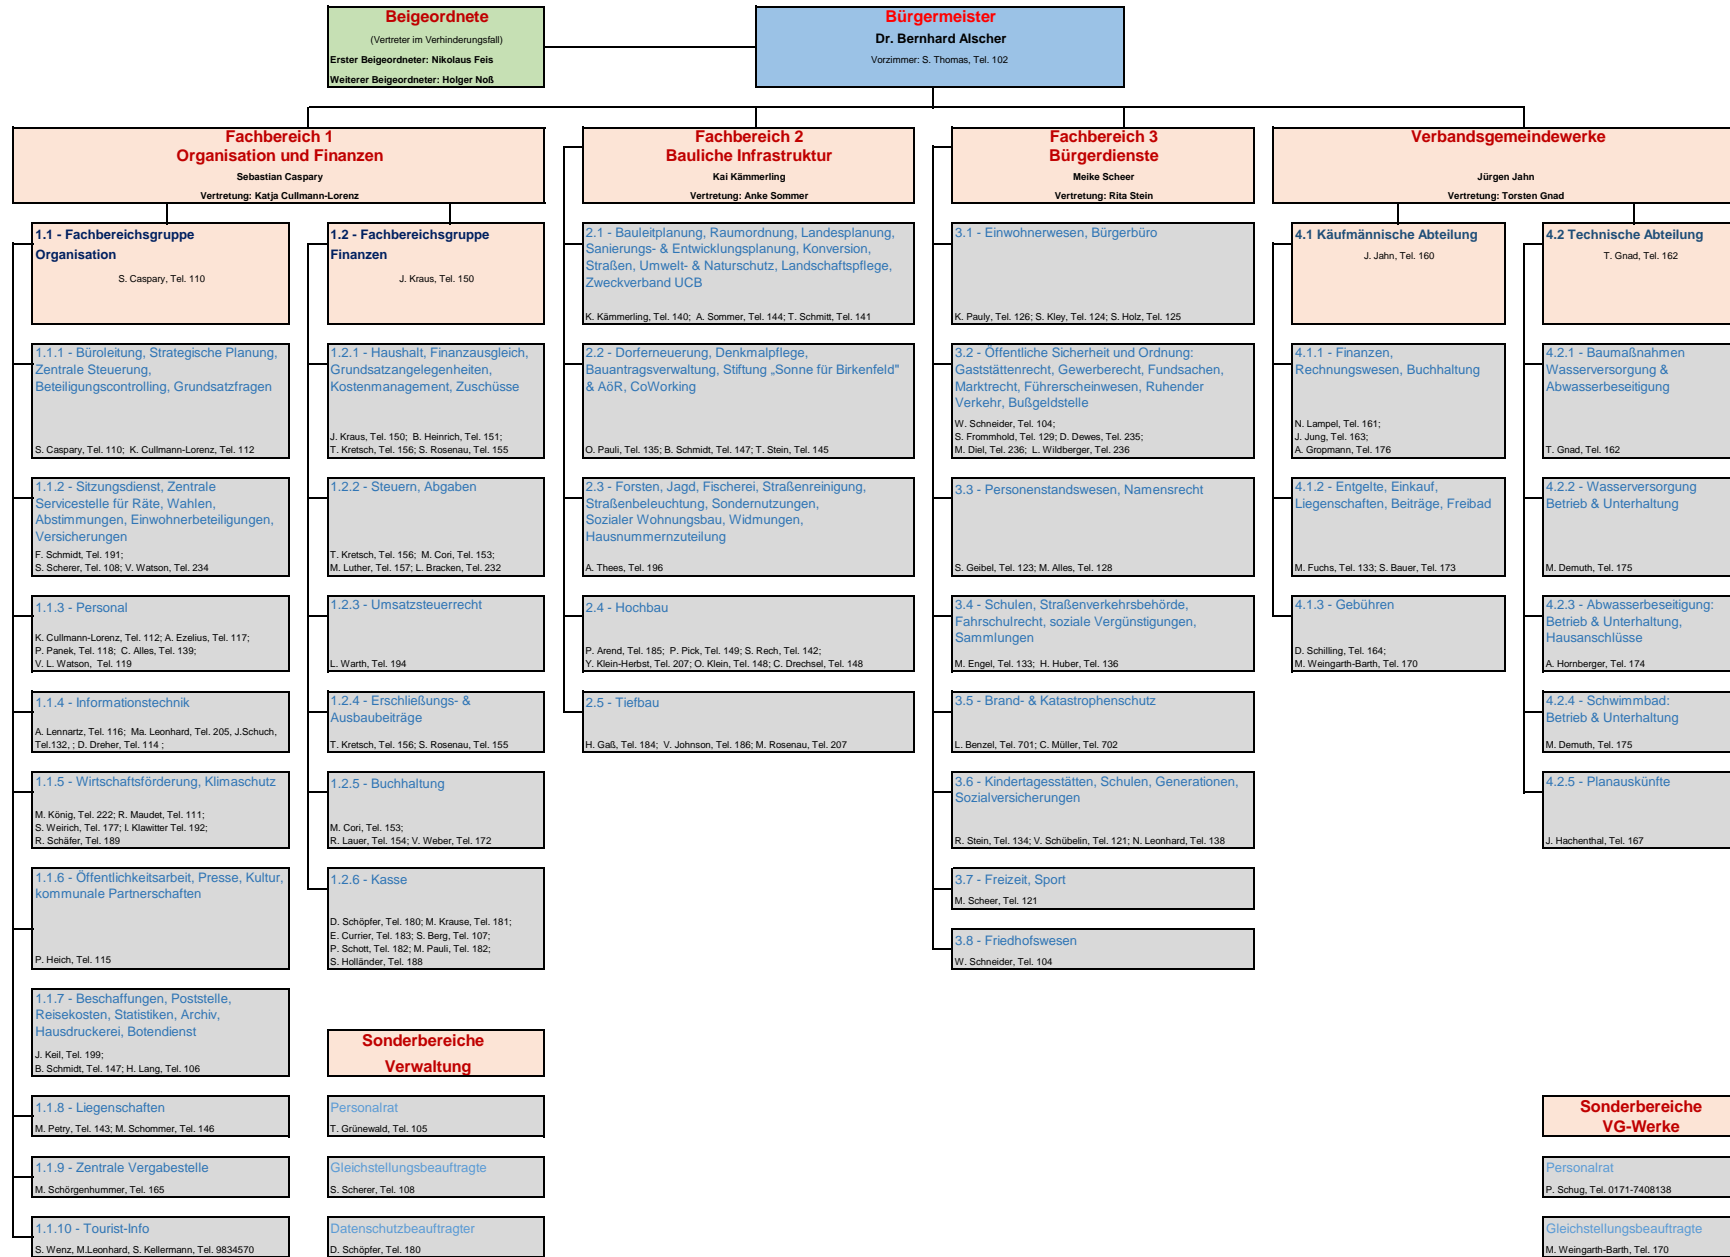 Beigeordnete
(Vertreter im Verhinderungsfall)
Erster Beigeordneter: Nikolaus Feis
Weiterer Beigeordneter: Holger Noß
Bürgermeister
Dr. Bernhard Alscher
Vorzimmer: S. Thomas, Tel. 102
Fachbereich 1
Organisation und Finanzen
Sebastian Caspary
Vertretung: Katja Cullmann-Lorenz
1.1 - Fachbereichsgruppe
Organisation
S. Caspary, Tel. 110
1.1.1 - Büroleitung, Strategische Planung,
Zentrale Steuerung,
Beteiligungscontrolling, Grundsatzfragen
S. Caspary, Tel. 110; K. Cullmann-Lorenz, Tel. 112
1.1.2 - Sitzungsdienst, Zentrale
Servicestelle für Räte, Wahlen,
Abstimmungen, Einwohnerbeteiligungen,
Versicherungen
F. Schmidt, Tel. 191;
S. Scherer, Tel. 108; V. Watson, Tel. 234
1.1.3 - Personal
K. Cullmann-Lorenz, Tel. 112; A. Ezelius, Tel. 117;
P. Panek, Tel. 118; C. Alles, Tel. 139;
V. L. Watson, Tel. 119
1.1.4 - Informationstechnik
A. Lennartz, Tel. 116; Ma. Leonhard, Tel. 205, J.Schuch,
Tel.132, ; D. Dreher, Tel. 114 ;
1.1.5 - Wirtschaftsförderung, Klimaschutz
M. König, Tel. 222; R. Maudet, Tel. 111;
S. Weirich, Tel. 177; I. Klawitter Tel. 192;
R. Schäfer, Tel. 189
1.1.6 - Öffentlichkeitsarbeit, Presse, Kultur,
kommunale Partnerschaften
P. Heich, Tel. 115
1.1.7 - Beschaffungen, Poststelle,
Reisekosten, Statistiken, Archiv,
Hausdruckerei, Botendienst
J. Keil, Tel. 199;
B. Schmidt, Tel. 147; H. Lang, Tel. 106
1.1.8 - Liegenschaften
M. Petry, Tel. 143; M. Schommer, Tel. 146
1.1.9 - Zentrale Vergabestelle
M. Schörgenhummer, Tel. 165
1.1.10 - Tourist-Info
S. Wenz, M.Leonhard, S. Kellermann, Tel. 9834570
1.2 - Fachbereichsgruppe
Finanzen
J. Kraus, Tel. 150
1.2.1 - Haushalt, Finanzausgleich,
Grundsatzangelegenheiten,
Kostenmanagement, Zuschüsse
J. Kraus, Tel. 150; B. Heinrich, Tel. 151;
T. Kretsch, Tel. 156; S. Rosenau, Tel. 155
1.2.2 - Steuern, Abgaben
T. Kretsch, Tel. 156; M. Cori, Tel. 153;
M. Luther, Tel. 157; L. Bracken, Tel. 232
1.2.3 - Umsatzsteuerrecht
L. Warth, Tel. 194
1.2.4 - Erschließungs- &
Ausbaubeiträge
T. Kretsch, Tel. 156; S. Rosenau, Tel. 155
1.2.5 - Buchhaltung
M. Cori, Tel. 153;
R. Lauer, Tel. 154; V. Weber, Tel. 172
1.2.6 - Kasse
D. Schöpfer, Tel. 180; M. Krause, Tel. 181;
E. Currier, Tel. 183; S. Berg, Tel. 107;
P. Schott, Tel. 182; M. Pauli, Tel. 182;
S. Holländer, Tel. 188
Sonderbereiche
Verwaltung
Personalrat
T. Grünewald, Tel. 105
Gleichstellungsbeauftragte
S. Scherer, Tel. 108
Datenschutzbeauftragter
D. Schöpfer, Tel. 180
Fachbereich 2
Bauliche Infrastruktur
Kai Kämmerling
Vertretung: Anke Sommer
2.1 - Bauleitplanung, Raumordnung, Landesplanung,
Sanierungs- & Entwicklungsplanung, Konversion,
Straßen, Umwelt- & Naturschutz, Landschaftspflege,
Zweckverband UCB
K. Kämmerling, Tel. 140; A. Sommer, Tel. 144; T. Schmitt, Tel. 141
2.2 - Dorferneuerung, Denkmalpflege,
Bauantragsverwaltung, Stiftung „Sonne für Birkenfeld"
& AöR, CoWorking
O. Pauli, Tel. 135; B. Schmidt, Tel. 147; T. Stein, Tel. 145
2.3 - Forsten, Jagd, Fischerei, Straßenreinigung,
Straßenbeleuchtung, Sondernutzungen,
Sozialer Wohnungsbau, Widmungen,
Hausnummernzuteilung
A. Thees, Tel. 196
2.4 - Hochbau
P. Arend, Tel. 185; P. Pick, Tel. 149; S. Rech, Tel. 142;
Y. Klein-Herbst, Tel. 207; O. Klein, Tel. 148; C. Drechsel, Tel. 148
2.5 - Tiefbau
H. Gaß, Tel. 184; V. Johnson, Tel. 186; M. Rosenau, Tel. 207
Fachbereich 3
Bürgerdienste
Meike Scheer
Vertretung: Rita Stein
3.1 - Einwohnerwesen, Bürgerbüro
K. Pauly, Tel. 126; S. Kley, Tel. 124; S. Holz, Tel. 125
3.2 - Öffentliche Sicherheit und Ordnung:
Gaststättenrecht, Gewerberecht, Fundsachen,
Marktrecht, Führerscheinwesen, Ruhender
Verkehr, Bußgeldstelle
W. Schneider, Tel. 104;
S. Frommhold, Tel. 129; D. Dewes, Tel. 235;
M. Diel, Tel. 236; L. Wildberger, Tel. 236
3.3 - Personenstandswesen, Namensrecht
S. Geibel, Tel. 123; M. Alles, Tel. 128
3.4 - Schulen, Straßenverkehrsbehörde,
Fahrschulrecht, soziale Vergünstigungen,
Sammlungen
M. Engel, Tel. 133; H. Huber, Tel. 136
3.5 - Brand- & Katastrophenschutz
L. Benzel, Tel. 701; C. Müller, Tel. 702
3.6 - Kindertagesstätten, Schulen, Generationen,
Sozialversicherungen
R. Stein, Tel. 134; V. Schübelin, Tel. 121; N. Leonhard, Tel. 138
3.7 - Freizeit, Sport
M. Scheer, Tel. 121
3.8 - Friedhofswesen
W. Schneider, Tel. 104
Verbandsgemeindewerke
Jürgen Jahn
Vertretung: Torsten Gnad
4.1 Käufmännische Abteilung
J. Jahn, Tel. 160
4.1.1 - Finanzen,
Rechnungswesen, Buchhaltung
N. Lampel, Tel. 161;
J. Jung, Tel. 163;
A. Gropmann, Tel. 176
4.1.2 - Entgelte, Einkauf,
Liegenschaften, Beiträge, Freibad
M. Fuchs, Tel. 133; S. Bauer, Tel. 173
4.1.3 - Gebühren
D. Schilling, Tel. 164;
M. Weingarth-Barth, Tel. 170
4.2 Technische Abteilung
T. Gnad, Tel. 162
4.2.1 - Baumaßnahmen
Wasserversorgung &
Abwasserbeseitigung
T. Gnad, Tel. 162
4.2.2 - Wasserversorgung
Betrieb & Unterhaltung
M. Demuth, Tel. 175
4.2.3 - Abwasserbeseitigung:
Betrieb & Unterhaltung,
Hausanschlüsse
A. Hornberger, Tel. 174
4.2.4 - Schwimmbad:
Betrieb & Unterhaltung
M. Demuth, Tel. 175
4.2.5 - Planauskünfte
J. Hachenthal, Tel. 167
Sonderbereiche
VG-Werke
Personalrat
P. Schug, Tel. 0171-7408138
Gleichstellungsbeauftragte
M. Weingarth-Barth, Tel. 170